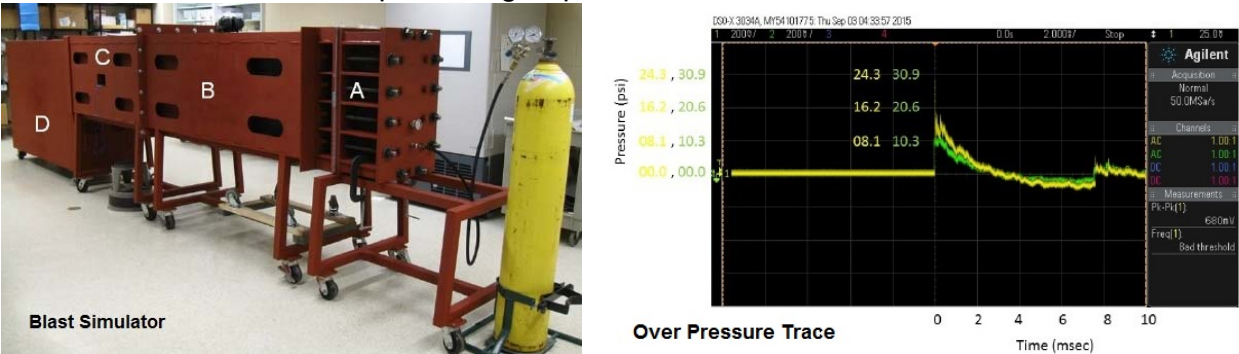 A
B
C
D
Blast Simulator
DSO-X 3034A, MY54101775: Thu Sep 03 04:33:57 2015
1 200V/ 2 200V/ 3 4 0.0s 2.000s/ Stop 1 25.0V
Agilent
Acquisition
Normal
50.0MSa/s
Channels
AC 1.00:1
AC 1.00:1
DC 1.00:1
DC 1.00:1
Measurements
Pk-Pk(1):
680mV
Freq(1):
Bad threshold
Pressure (psi)
24.3 , 30.9
16.2 , 20.6
08.1 , 10.3
00.0 , 00.0
24.3 30.9
16.2 20.6
08.1 10.3
0 2 4 6 8 10
Time (msec)
Over Pressure Trace